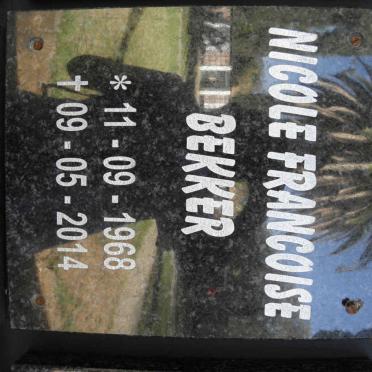 NICOLE FRANCOISE
BEKKER
* 11-09-1968
✝ 09-05-2014